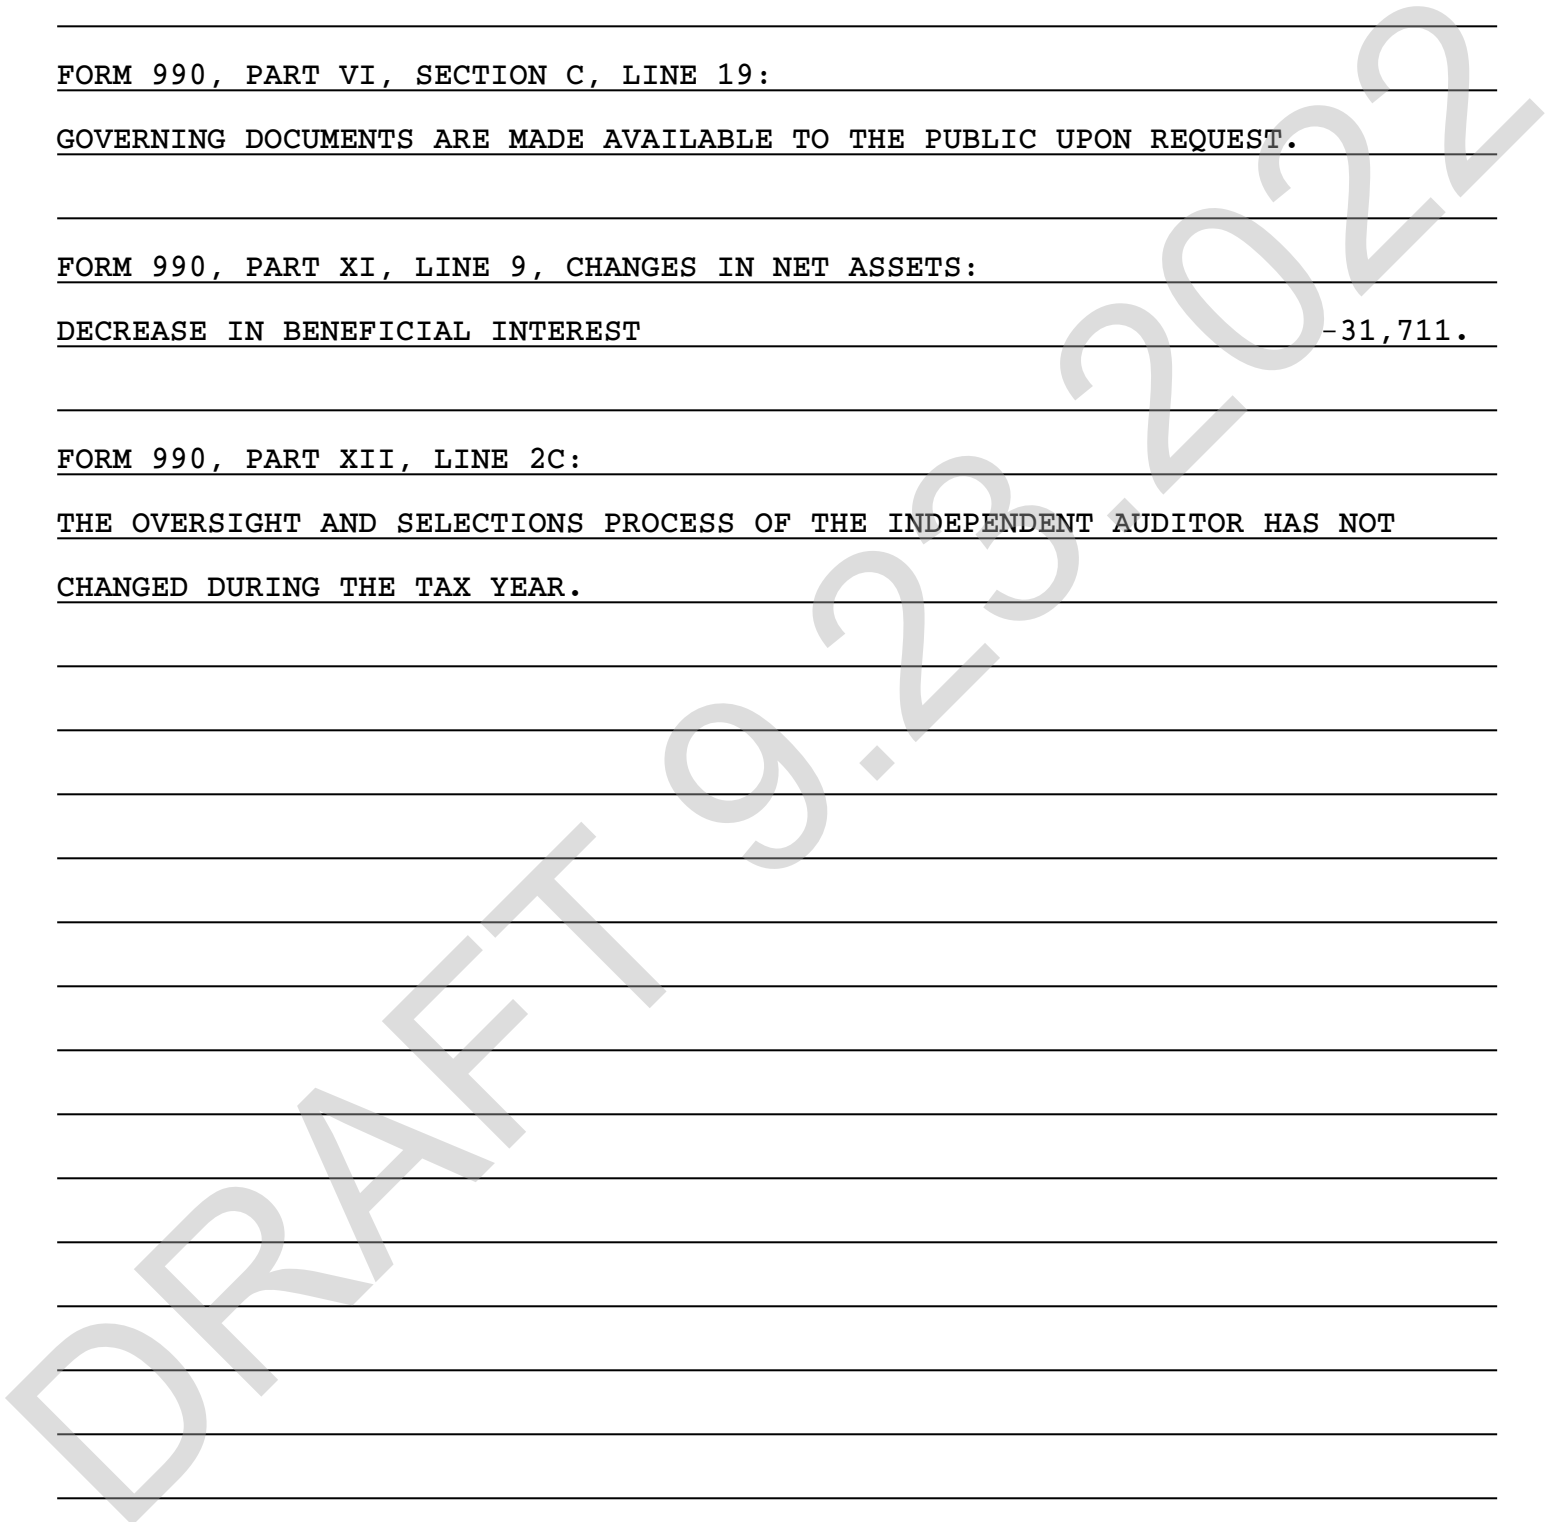 FORM 990, PART VI, SECTION C, LINE 19:
GOVERNING DOCUMENTS ARE MADE AVAILABLE TO THE PUBLIC UPON REQUEST.
FORM 990, PART XI, LINE 9, CHANGES IN NET ASSETS:
DECREASE IN BENEFICIAL INTEREST -31,711.
FORM 990, PART XII, LINE 2C:
THE OVERSIGHT AND SELECTIONS PROCESS OF THE INDEPENDENT AUDITOR HAS NOT
CHANGED DURING THE TAX YEAR.
DRAFT 9.23.2022